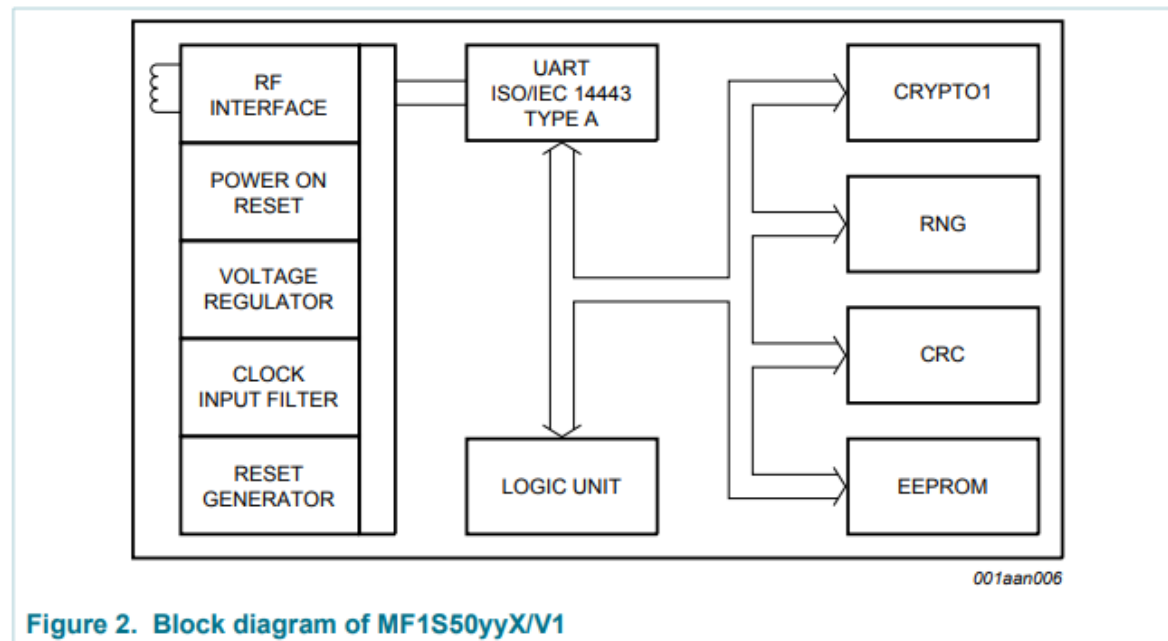 RF
INTERFACE
POWER ON
RESET
VOLTAGE
REGULATOR
CLOCK
INPUT FILTER
RESET
GENERATOR
UART
ISO/IEC 14443
TYPE A
LOGIC UNIT
CRYPTO1
RNG
CRC
EEPROM
001aan006
Figure 2. Block diagram of MF1S50yyX/V1